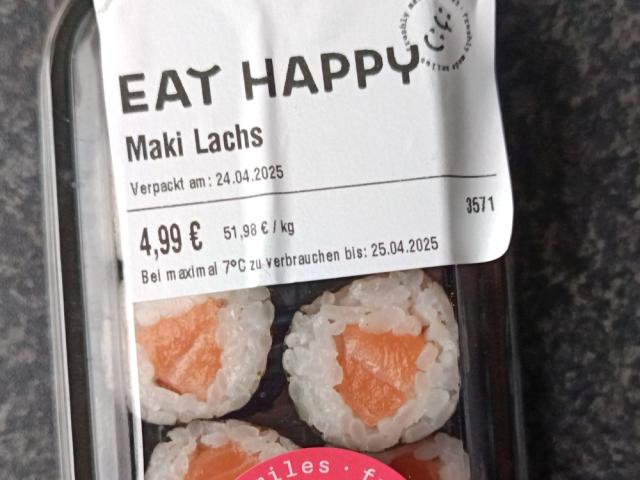 EAT HAPPY
Maki Lachs
Verpackt am: 24.04.2025
3571
4,99 € 51,98 € / kg
Bei maximal 7°C zu verbrauchen bis: 25.04.2025
miles · f